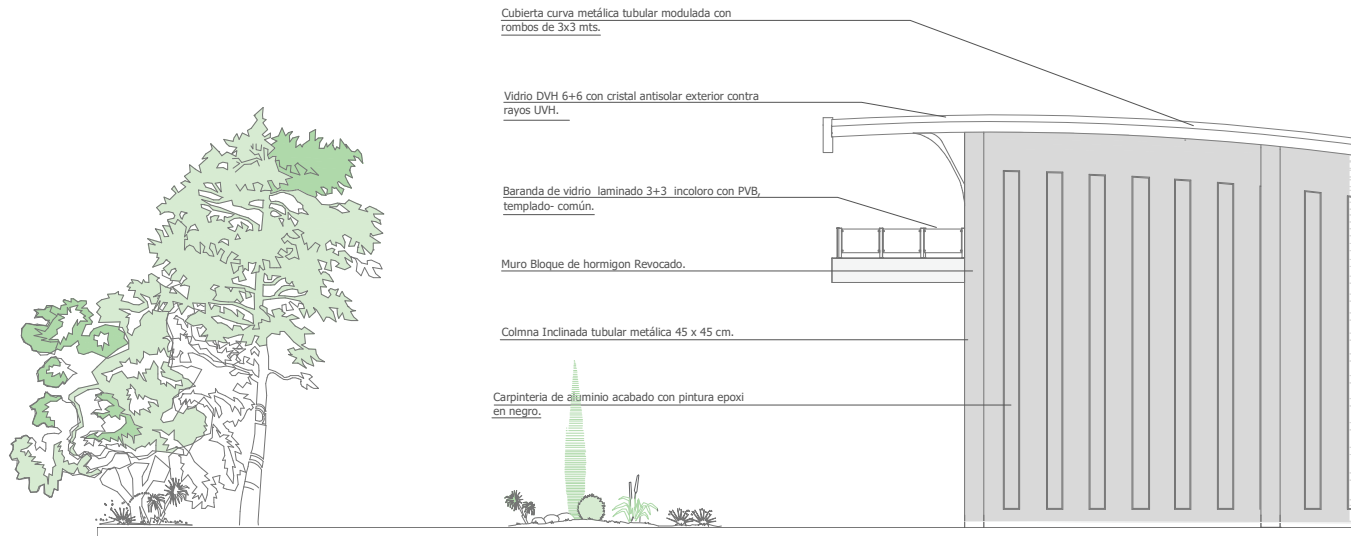 Cubierta curva metálica tubular modulada con
rombos de 3x3 mts.
Vidrio DVH 6+6 con cristal antisolar exterior contra
rayos UVH.
Baranda de vidrio laminado 3+3 incoloro con PVB,
templado- común.
Muro Bloque de hormigon Revocado.
Colmna Inclinada tubular metálica 45 x 45 cm.
Carpinteria de aluminio acabado con pintura epoxi
en negro.